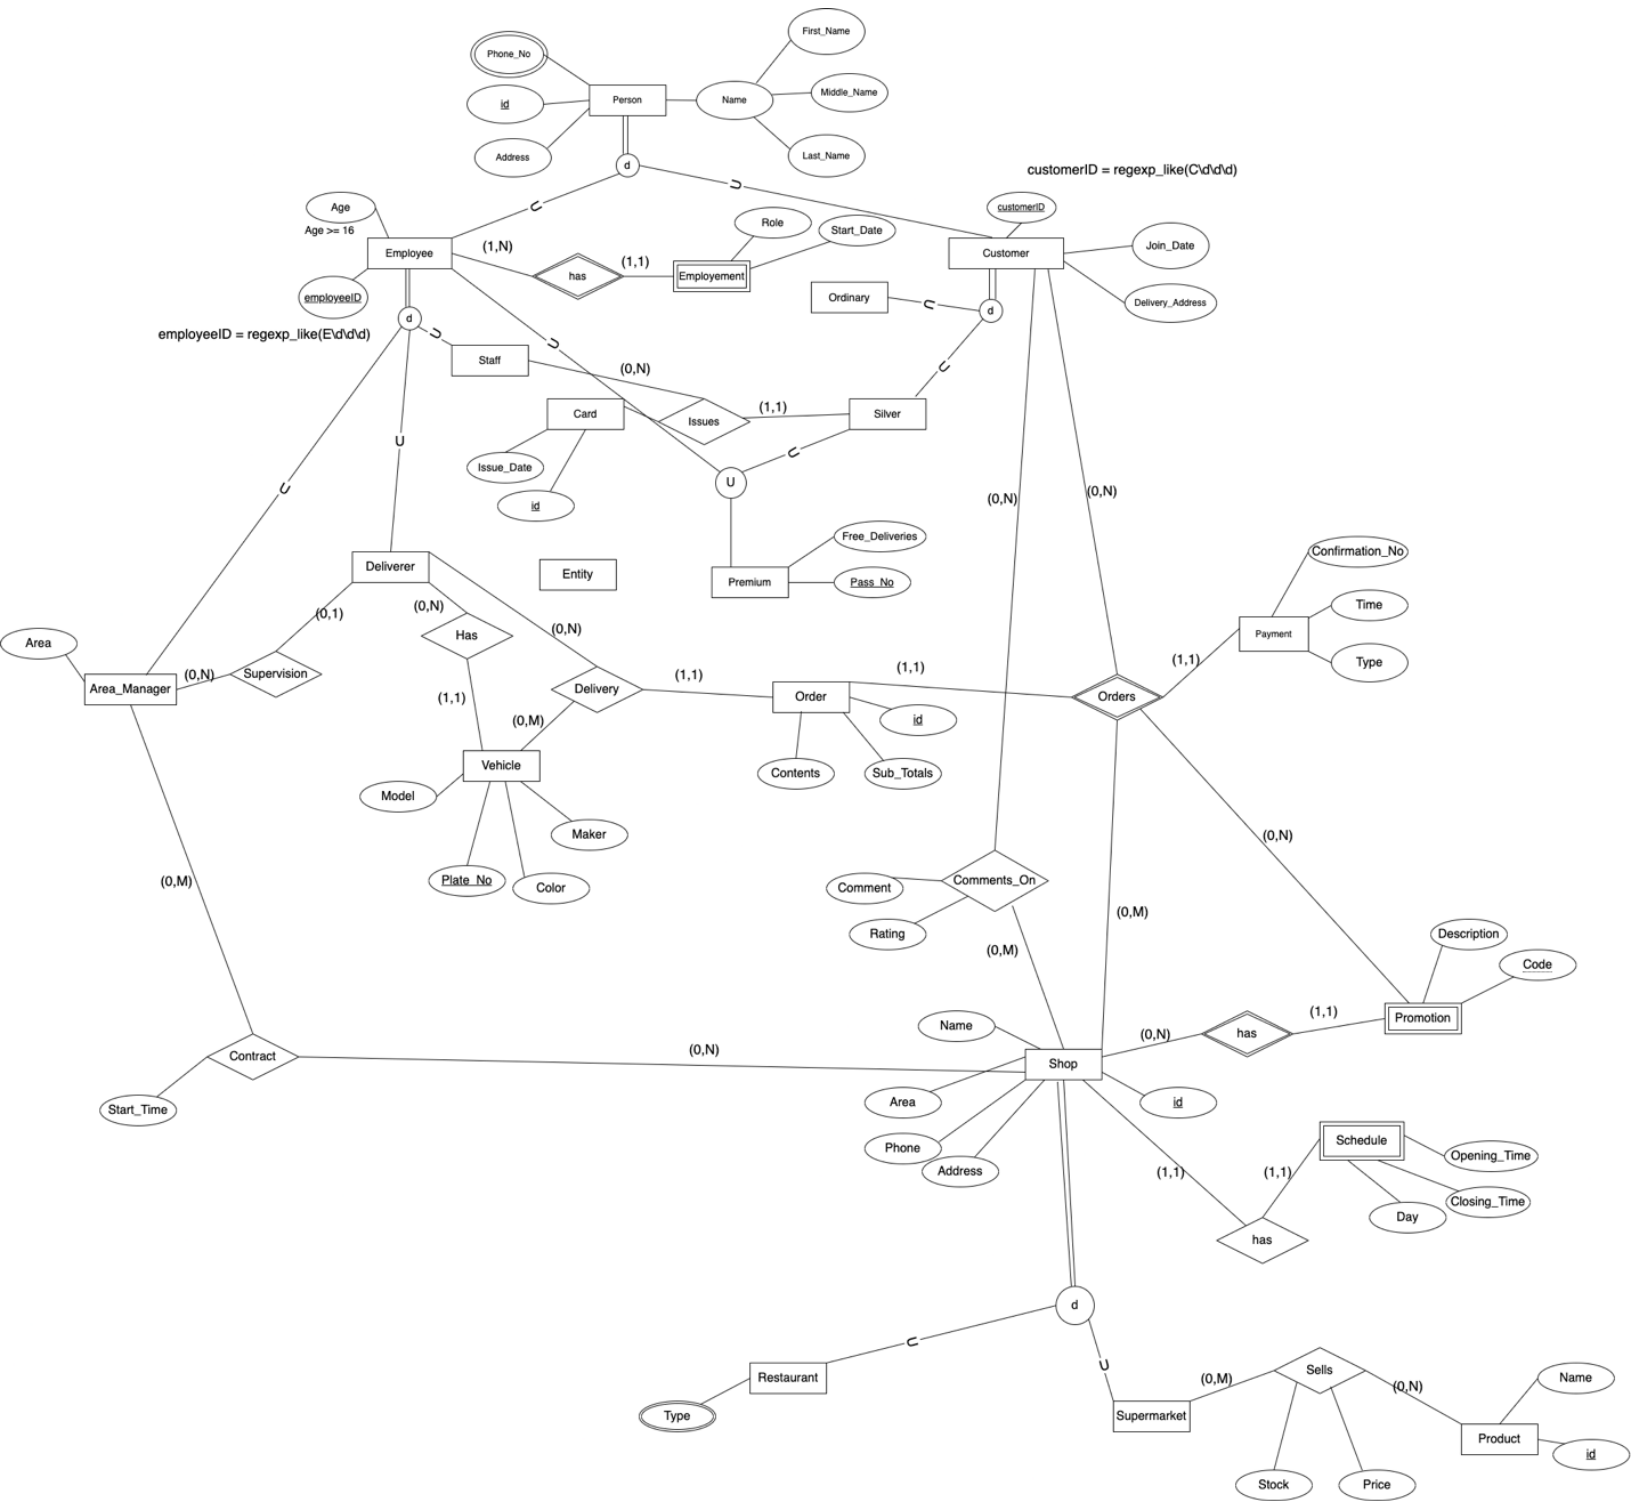 First_Name
Phone_No
Middle_Name
Person
Name
id
Address
Last_Name
d
customerID = regexp_like(C\d\d\d)
U
U
Age
customerID
Age >= 16
Role
Start_Date
Join_Date
Employee
(1,N)
has
(1,1)
Employement
Customer
employeeID
Ordinary
U
d
Delivery_Address
employeeID = regexp_like(E\d\d\d)
d
U
U
Staff
(0,N)
U
Card
Issues
(1,1)
Silver
U
U
Issue_Date
U
U
id
(0,N)
(0,N)
Free_Deliveries
Confirmation_No
Deliverer
Entity
Premium
Pass_No
Time
(0,1)
(0,N)
(0,N)
Has
Payment
Type
Area
(0,N)
Supervision
(1,1)
(1,1)
(1,1)
Area_Manager
Delivery
Order
Orders
(1,1)
(0,M)
id
Vehicle
Contents
Sub_Totals
Model
Maker
(0,N)
(0,M)
Plate_No
Color
Comment
Comments_On
Rating
(0,M)
(0,M)
Description
Code
Name
(0,N)
has
(1,1)
Promotion
Contract
(0,N)
Shop
Start_Time
Area
id
Phone
Address
Schedule
Opening_Time
(1,1)
(1,1)
Closing_Time
Day
has
d
U
U
Restaurant
Type
(0,M)
Sells
(0,N)
Name
Supermarket
Product
id
Stock
Price